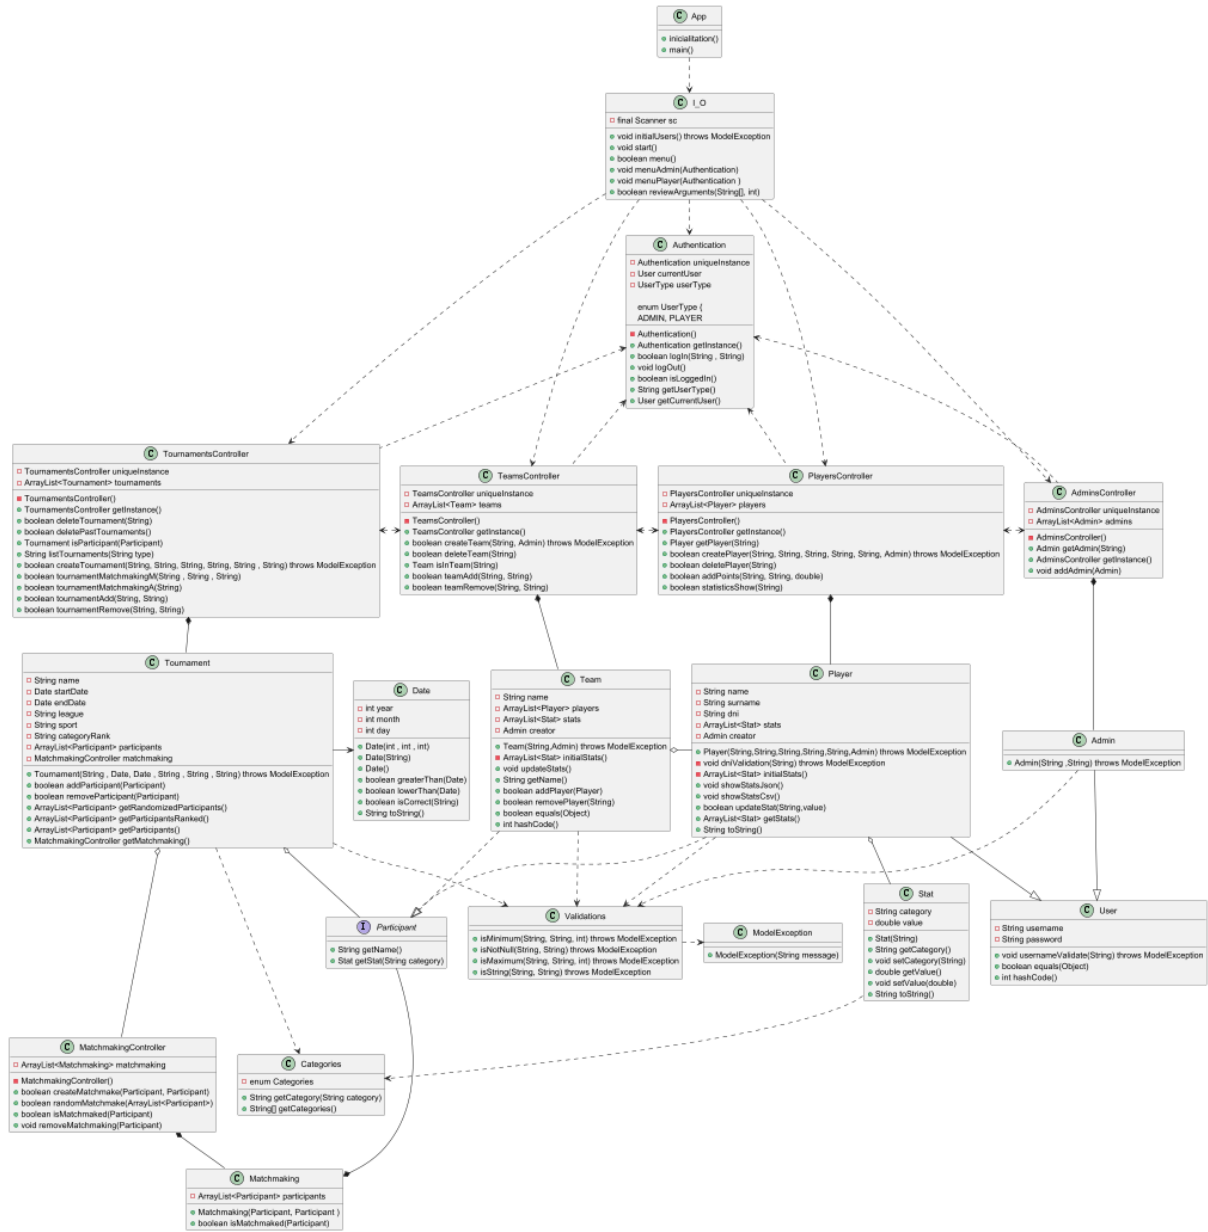 C App
inicialitation()
main()
C I_O
final Scanner sc
void initialUsers() throws ModelException
void start()
boolean menu()
void menuAdmin(Authentication)
void menuPlayer(Authentication )
boolean reviewArguments(String[], int)
C Authentication
Authentication uniqueInstance
User currentUser
UserType userType
enum UserType {
ADMIN, PLAYER
Authentication()
Authentication getInstance()
boolean logIn(String , String)
void logOut()
boolean isLoggedIn()
String getUserType()
User getCurrentUser()
C TournamentsController
TournamentsController uniqueInstance
ArrayList<Tournament> tournaments
TournamentsController()
TournamentsController getInstance()
boolean deleteTournament(String)
boolean deletePastTournaments()
Tournament isParticipant(Participant)
String listTournaments(String type)
boolean createTournament(String, String, String, String, String , String) throws ModelException
boolean tournamentMatchmakingM(String , String , String)
boolean tournamentMatchmakingA(String)
boolean tournamentAdd(String, String)
boolean tournamentRemove(String, String)
C TeamsController
TeamsController uniqueInstance
ArrayList<Team> teams
TeamsController()
TeamsController getInstance()
boolean createTeam(String, Admin) throws ModelException
boolean deleteTeam(String)
Team isInTeam(String)
boolean teamAdd(String, String)
boolean teamRemove(String, String)
C PlayersController
PlayersController uniqueInstance
ArrayList<Player> players
PlayersController()
PlayersController getInstance()
Player getPlayer(String)
boolean createPlayer(String, String, String, String, String, Admin) throws ModelException
boolean deletePlayer(String)
boolean addPoints(String, String, double)
boolean statisticsShow(String)
C AdminsController
AdminsController uniqueInstance
ArrayList<Admin> admins
AdminsController()
Admin getAdmin(String)
AdminsController getInstance()
void addAdmin(Admin)
C Tournament
String name
Date startDate
Date endDate
String league
String sport
String categoryRank
ArrayList<Participant> participants
MatchmakingController matchmaking
Tournament(String , Date, Date , String , String , String) throws ModelException
boolean addParticipant(Participant)
boolean removeParticipant(Participant)
ArrayList<Participant> getRandomizedParticipants()
ArrayList<Participant> getParticipantsRanked()
ArrayList<Participant> getParticipants()
MatchmakingController getMatchmaking()
C Date
int year
int month
int day
Date(int , int , int)
Date(String)
Date()
boolean greaterThan(Date)
boolean lowerThan(Date)
boolean isCorrect(String)
String toString()
C Team
String name
ArrayList<Player> players
ArrayList<Stat> stats
Admin creator
Team(String,Admin) throws ModelException
ArrayList<Stat> initialStats()
void updateStats()
String getName()
boolean addPlayer(Player)
boolean removePlayer(String)
boolean equals(Object)
int hashCode()
C Player
String name
String surname
String dni
ArrayList<Stat> stats
Admin creator
Player(String,String,String,String,String,Admin) throws ModelException
void dniValidation(String) throws ModelException
ArrayList<Stat> initialStats()
void showStatsJson()
void showStatsCsv()
boolean updateStat(String,value)
ArrayList<Stat> getStats()
String toString()
C Admin
Admin(String ,String) throws ModelException
I Participant
String getName()
Stat getStat(String category)
C Validations
isMinimum(String, String, int) throws ModelException
isNotNull(String, String) throws ModelException
isMaximum(String, String, int) throws ModelException
isString(String, String) throws ModelException
C ModelException
ModelException(String message)
C Stat
String category
double value
Stat(String)
String getCategory()
void setCategory(String)
double getValue()
void setValue(double)
String toString()
C User
String username
String password
void usernameValidate(String) throws ModelException
boolean equals(Object)
int hashCode()
C MatchmakingController
ArrayList<Matchmaking> matchmaking
MatchmakingController()
boolean createMatchmake(Participant, Participant)
boolean randomMatchmake(ArrayList<Participant>)
boolean isMatchmaked(Participant)
void removeMatchmaking(Participant)
C Categories
enum Categories
String getCategory(String category)
String[] getCategories()
C Matchmaking
ArrayList<Participant> participants
Matchmaking(Participant, Participant )
boolean isMatchmaked(Participant)